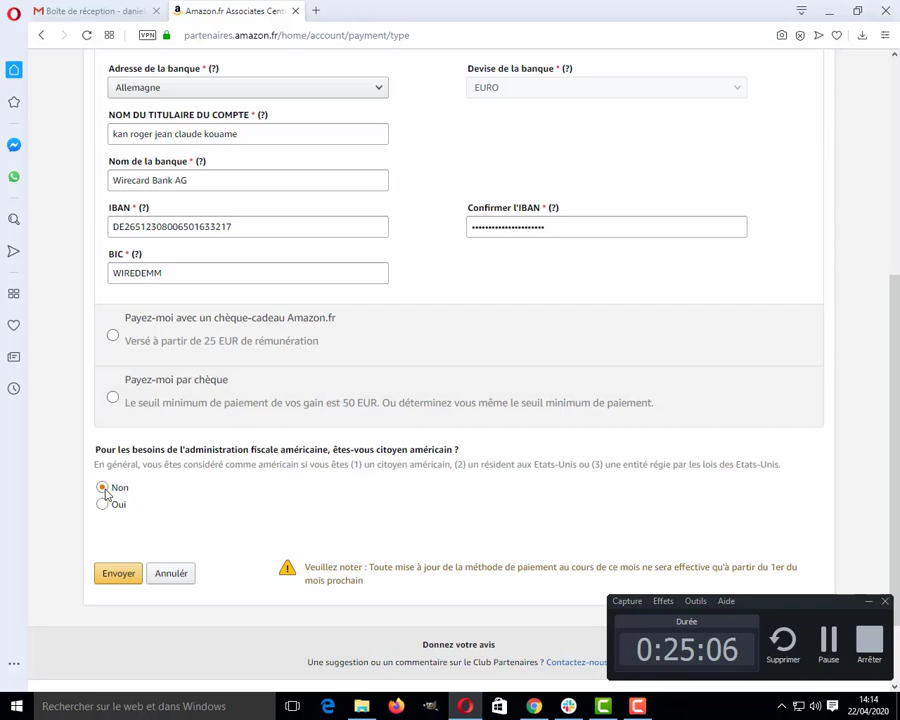 Boîte de réception - daniel
Amazon.fr Associates Cent
VPN
partenaires.amazon.fr/home/account/payment/type
Adresse de la banque * (?)
Devise de la banque * (?)
Allemagne
EURO
NOM DU TITULAIRE DU COMPTE * (?)
kan roger jean claude kouame
Nom de la banque * (?)
Wirecard Bank AG
IBAN * (?)
Confirmer l'IBAN * (?)
DE26512308006501633217
BIC * (?)
WIREDEMM
Payez-moi avec un chèque-cadeau Amazon.fr
Versé à partir de 25 EUR de rémunération
Payez-moi par chèque
Le seuil minimum de paiement de vos gain est 50 EUR. Ou déterminez vous même le seuil minimum de paiement.
Pour les besoins de l'administration fiscale américaine, êtes-vous citoyen américain ?
En général, vous êtes considéré comme américain si vous êtes (1) un citoyen américain, (2) un résident aux Etats-Unis ou (3) une entité régie par les lois des Etats-Unis.
Non
Oui
Envoyer
Annulér
Veuillez noter : Toute mise à jour de la méthode de paiement au cours de ce mois ne sera effective qu'à partir du 1er du
mois prochain
Capture Effets Outils Aide
Durée
0:25:06
Supprimer
Pause
Arrêter
Donnez votre avis
Une suggestion ou un commentaire sur le Club Partenaires ? Contactez-nous
Rechercher sur le web et dans Windows
14:14
22/04/2020